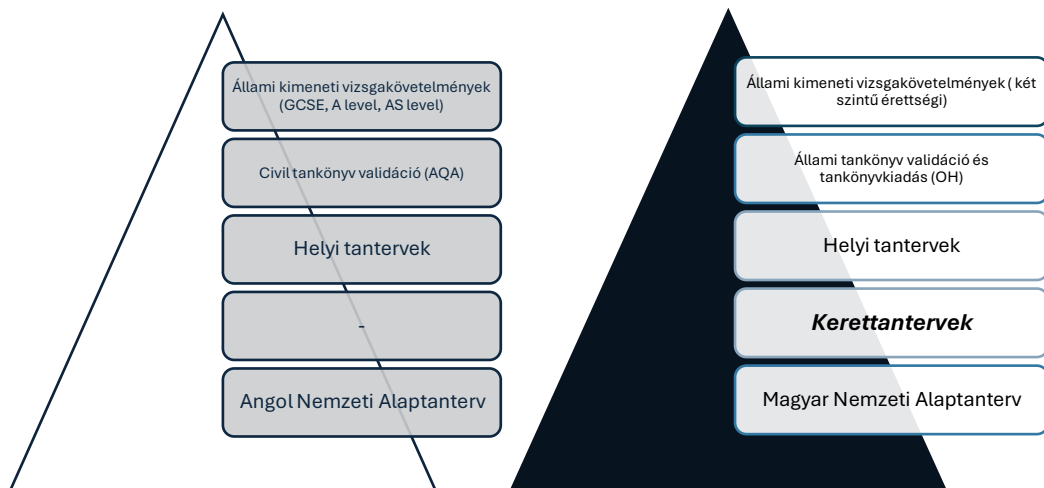 Állami kimeneti vizsgakövetelmények
(GCSE, A level, AS level)
Civil tankönyv validáció (AQA)
Helyi tantervek
-
Angol Nemzeti Alaptanterv
Állami kimeneti vizsgakövetelmények ( két
szintű érettségi)
Állami tankönyv validáció és
tankönyvkiadás (OH)
Helyi tantervek
Kerettantervek
Magyar Nemzeti Alaptanterv